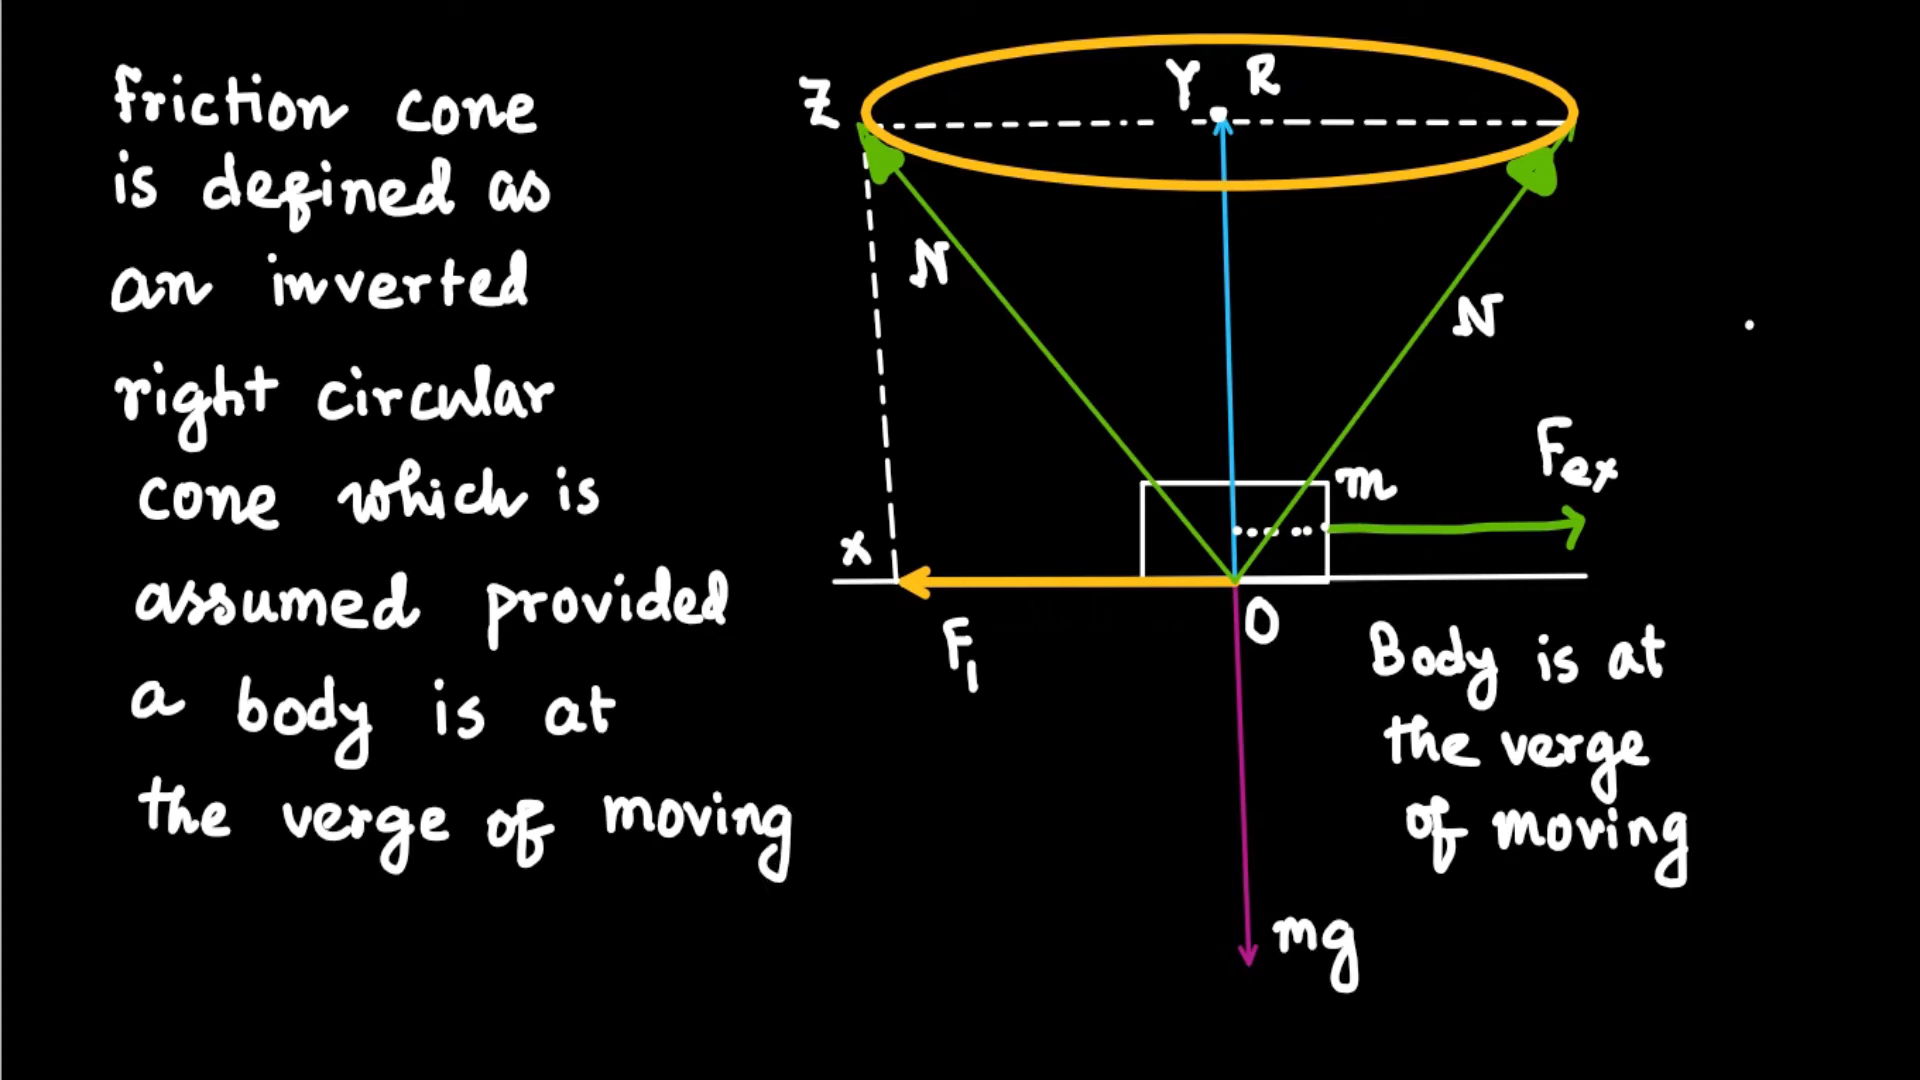 friction cone
is defined as
an inverted
right circular
cone which is
assumed provided
a body is at
the verge of moving
Z
Y R
N
N
Fex
m
x
O
F1
Body is at
the verge
of moving
mg